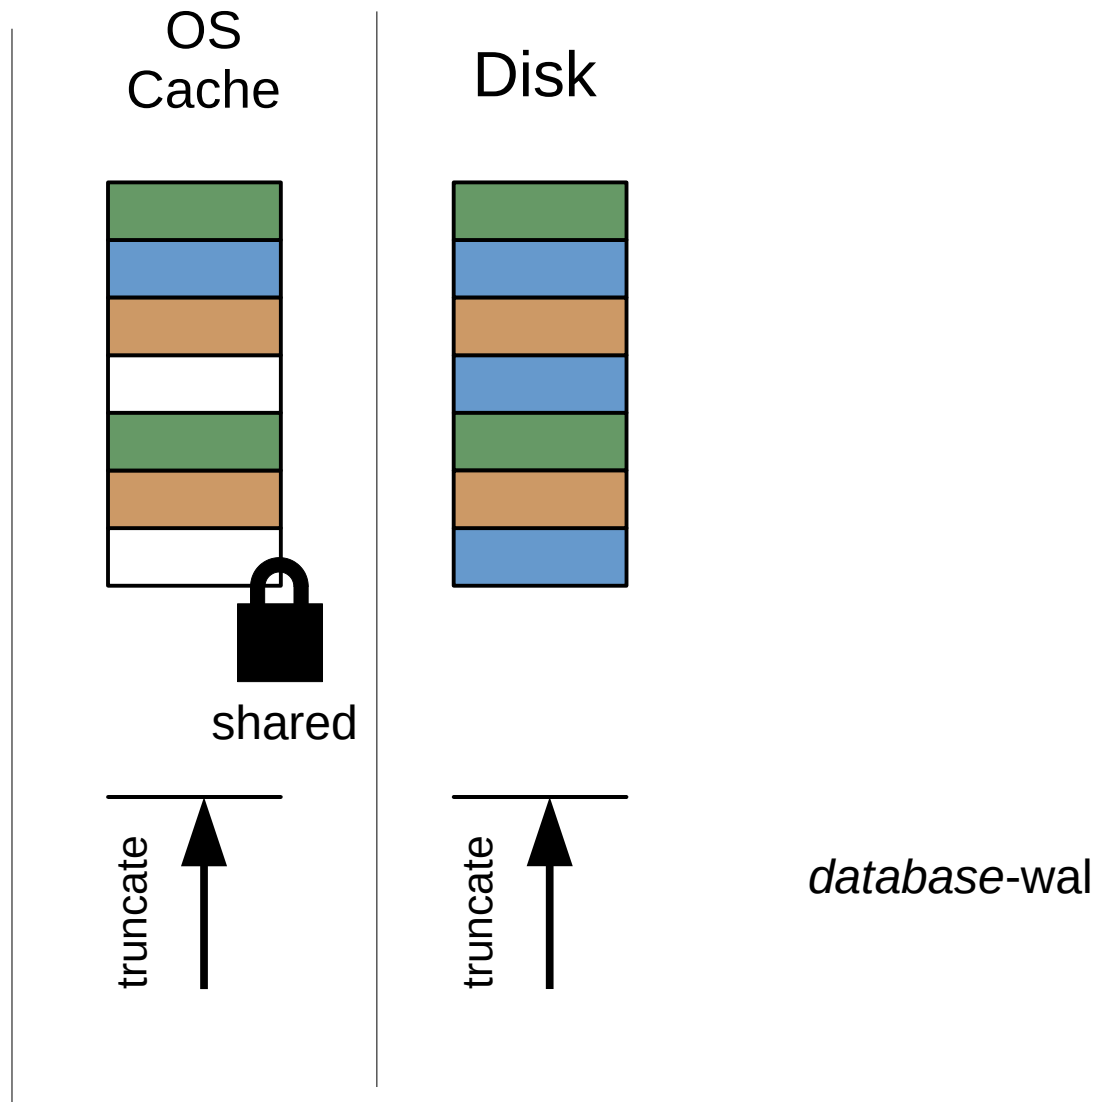 OS
Cache
Disk
shared
truncate
truncate
database-wal